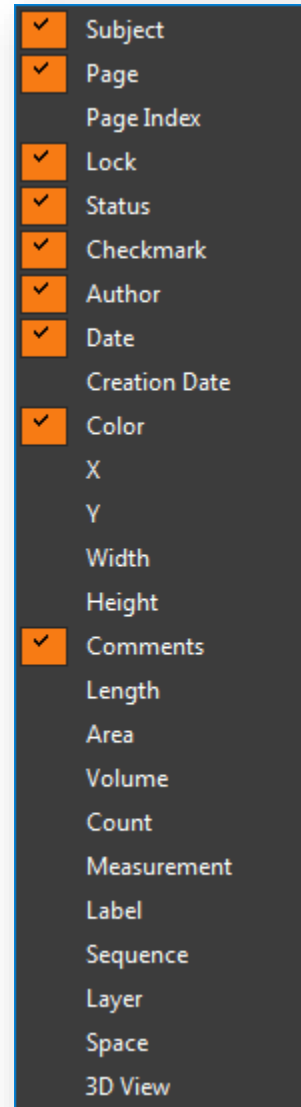 Subject
Page
Page Index
Lock
Status
Checkmark
Author
Date
Creation Date
Color
X
Y
Width
Height
Comments
Length
Area
Volume
Count
Measurement
Label
Sequence
Layer
Space
3D View